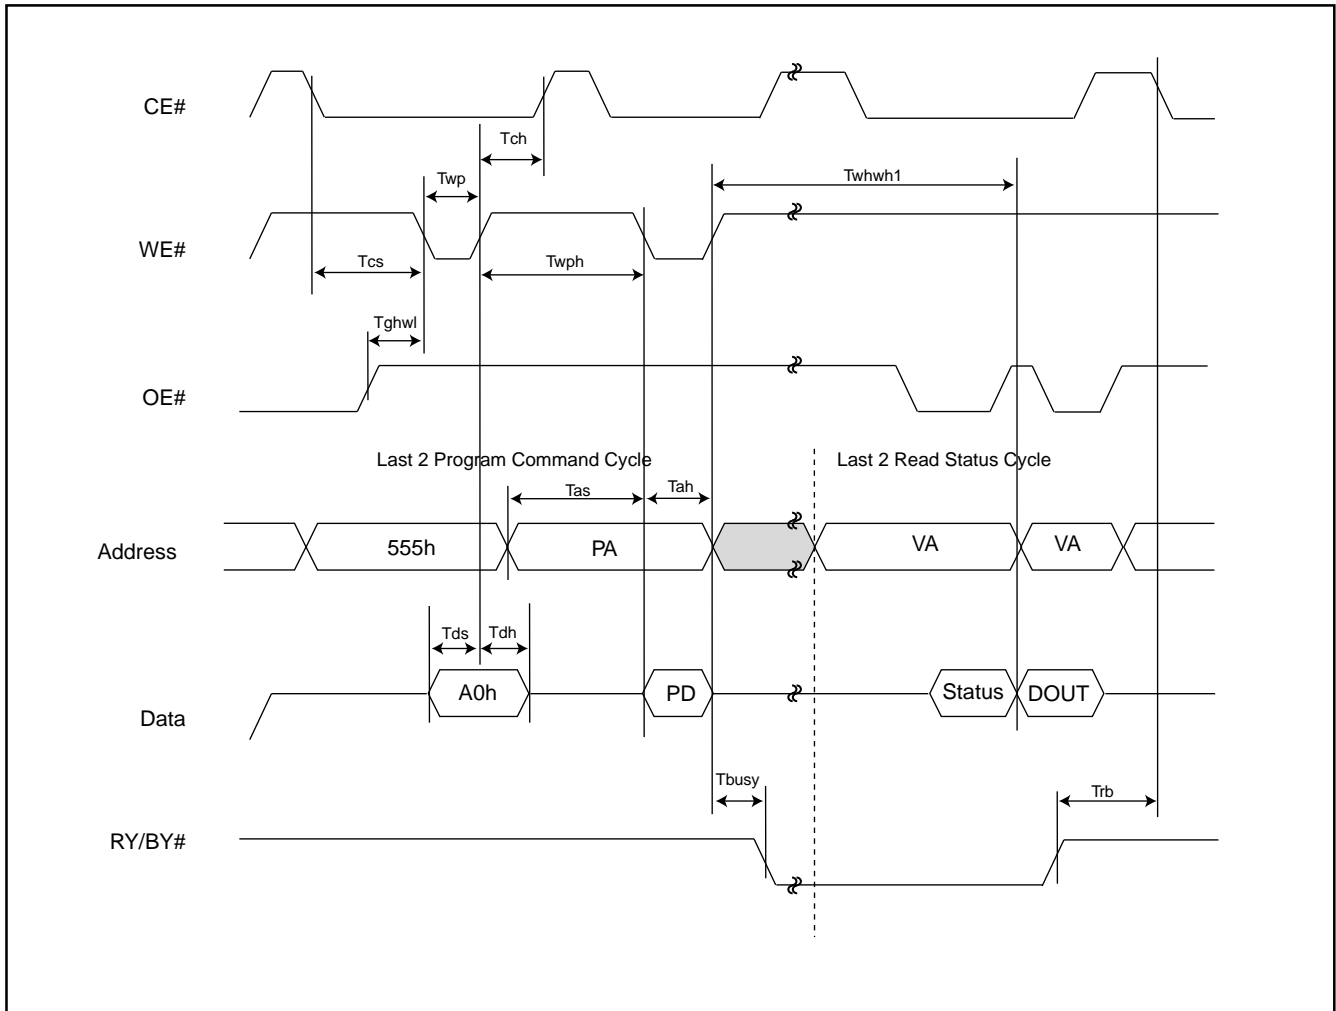 CE#
Tch
Twp
Twhwh1
WE#
Tcs
Twph
Tghwl
OE#
Last 2 Program Command Cycle
Last 2 Read Status Cycle
Tas
Tah
Address
555h
PA
VA
VA
Tds
Tdh
Data
A0h
PD
Status
DOUT
Tbusy
Trb
RY/BY#